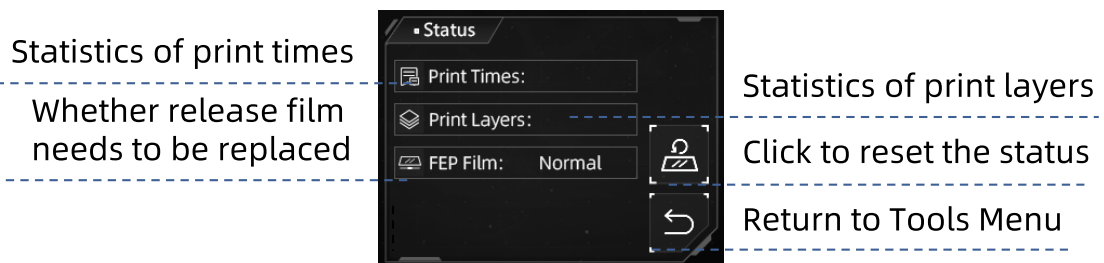 Statistics of print times
Whether release film
needs to be replaced
Status
Print Times:
Print Layers:
FEP Film: Normal
Statistics of print layers
Click to reset the status
Return to Tools Menu